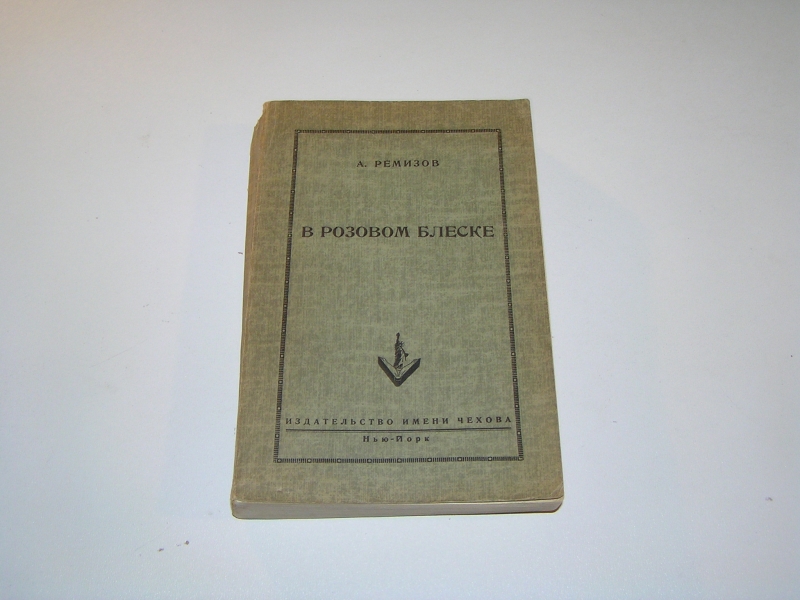 А. РЕМИЗОВ
В РОЗОВОМ БЛЕСКЕ
ИЗДАТЕЛЬСТВО ИМЕНИ ЧЕХОВА
Нью-Йорк